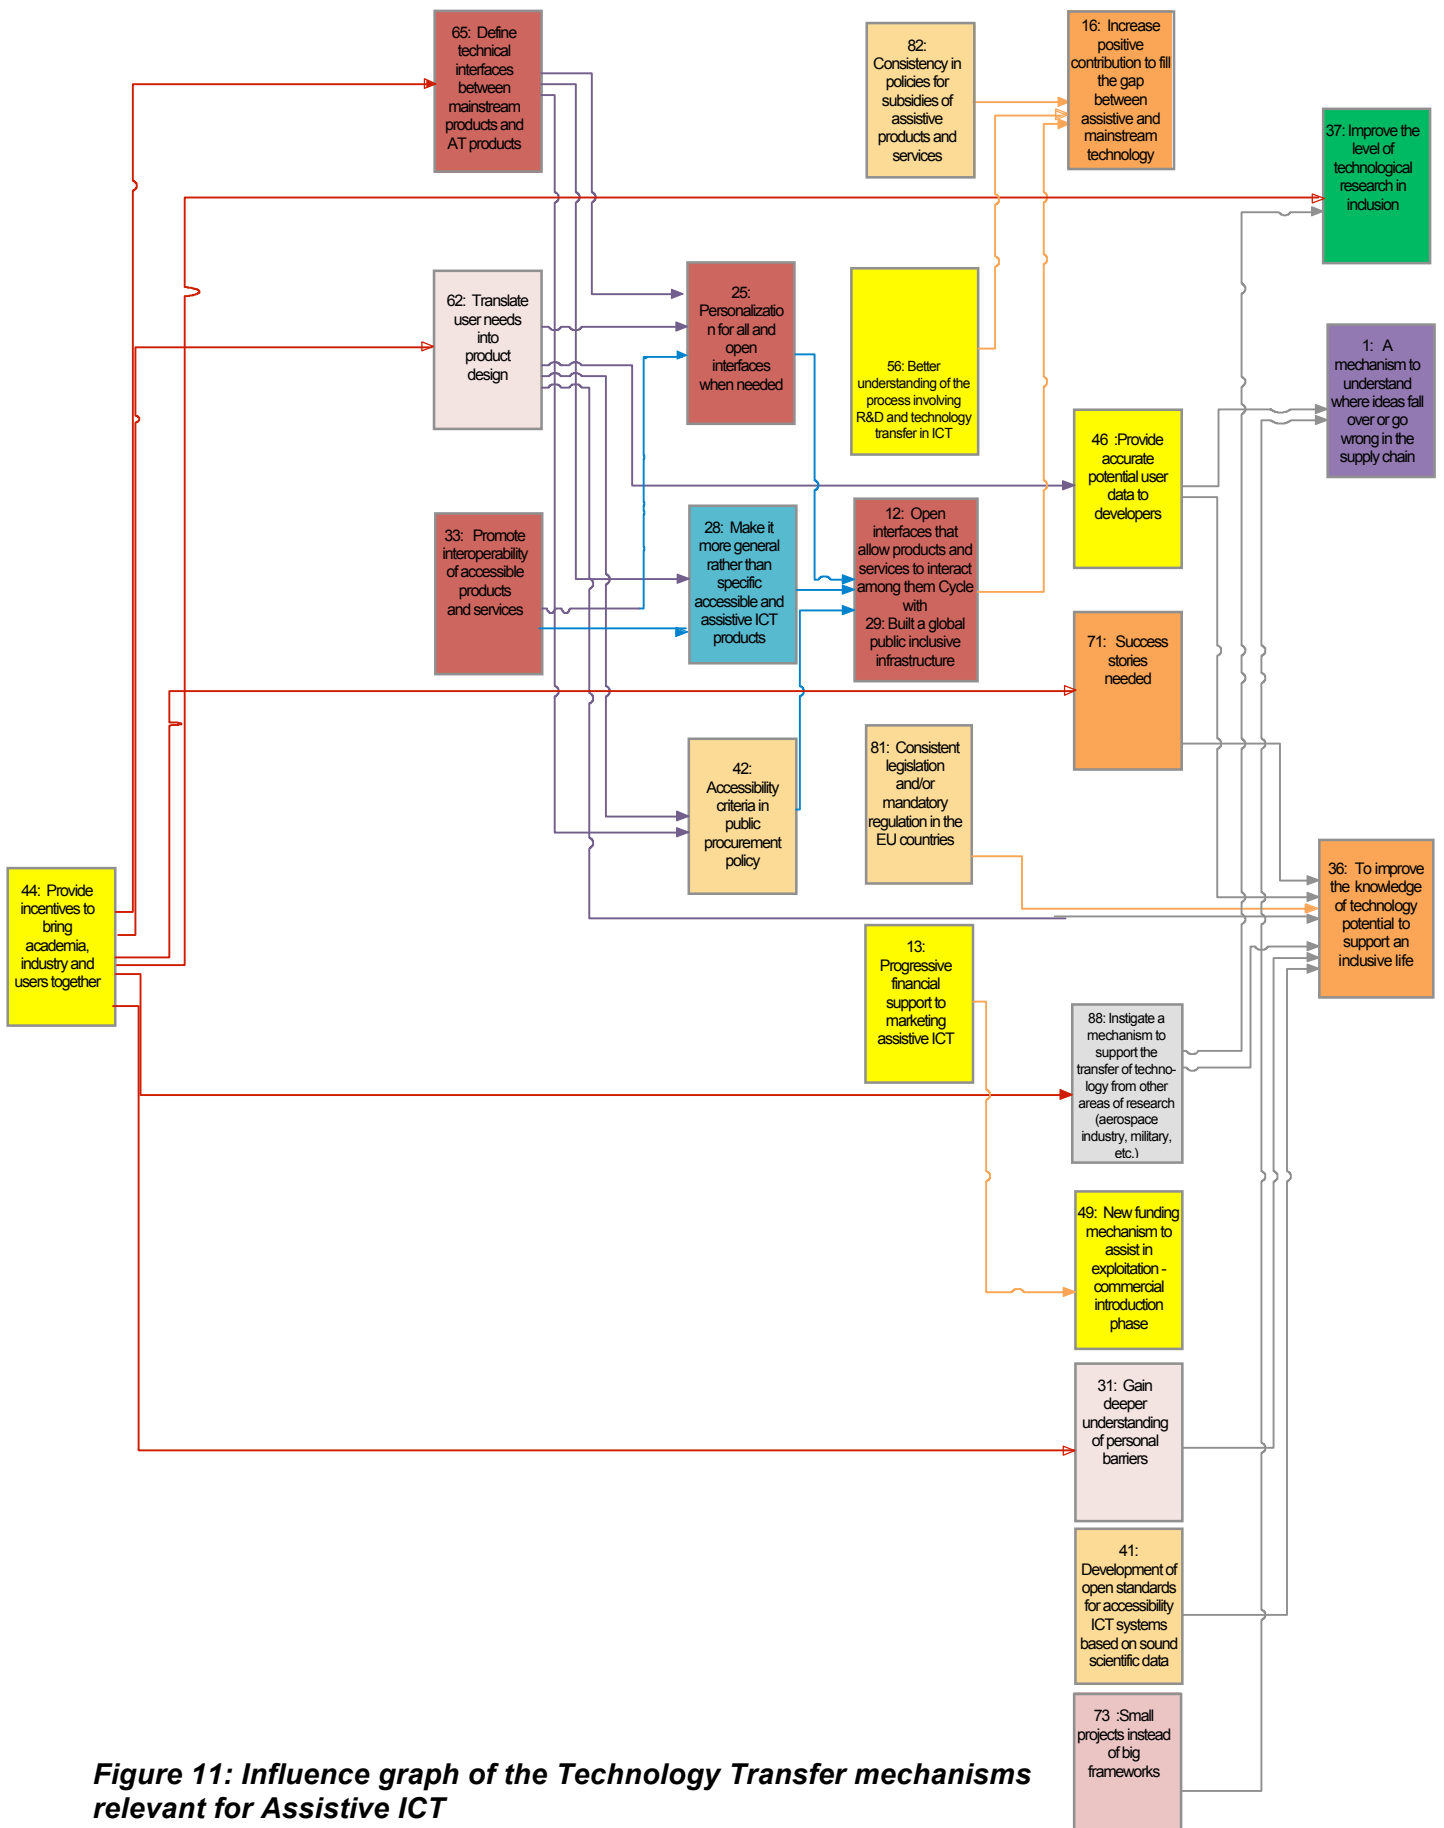 65: Define
technical
interfaces
between
mainstream
products and
AT products
82:
Consistency in
policies for
subsidies of
assistive
products and
services
16: Increase
positive
contribution to fill
the gap
between
assistive and
mainstream
technology
37: Improve the
level of
technological
research in
inclusion
62: Translate
user needs
into
product
design
25:
Personalizatio
n for all and
open
interfaces
when needed
56: Better
understanding of the
process involving
R&D and technology
transfer in ICT
1: A
mechanism to
understand
where ideas fall
over or go
wrong in the
supply chain
46 :Provide
accurate
potential user
data to
developers
33: Promote
interoperability
of accessible
products
and services
28: Make it
more general
rather than
specific
accessible and
assistive ICT
products
12: Open
interfaces that
allow products and
services to interact
among them Cycle
with
29: Built a global
public inclusive
infrastructure
71: Success
stories
needed
42:
Accessibility
criteria in
public
procurement
policy
81: Consistent
legislation
and/or
mandatory
regulation in the
EU countries
44: Provide
incentives to
bring
academia,
industry and
users together
36: To improve
the knowledge
of technology
potential to
support an
inclusive life
13:
Progressive
financial
support to
marketing
assistive ICT
88: Instigate a
mechanism to
support the
transfer of techno-
logy from other
areas of research
(aerospace
industry, military,
etc.)
49: New funding
mechanism to
assist in
exploitation -
commercial
introduction
phase
31: Gain
deeper
understanding
of personal
barriers
41:
Development of
open standards
for accessibility
ICT systems
based on sound
scientific data
73 :Small
projects instead
of big
frameworks
Figure 11: Influence graph of the Technology Transfer mechanisms
relevant for Assistive ICT